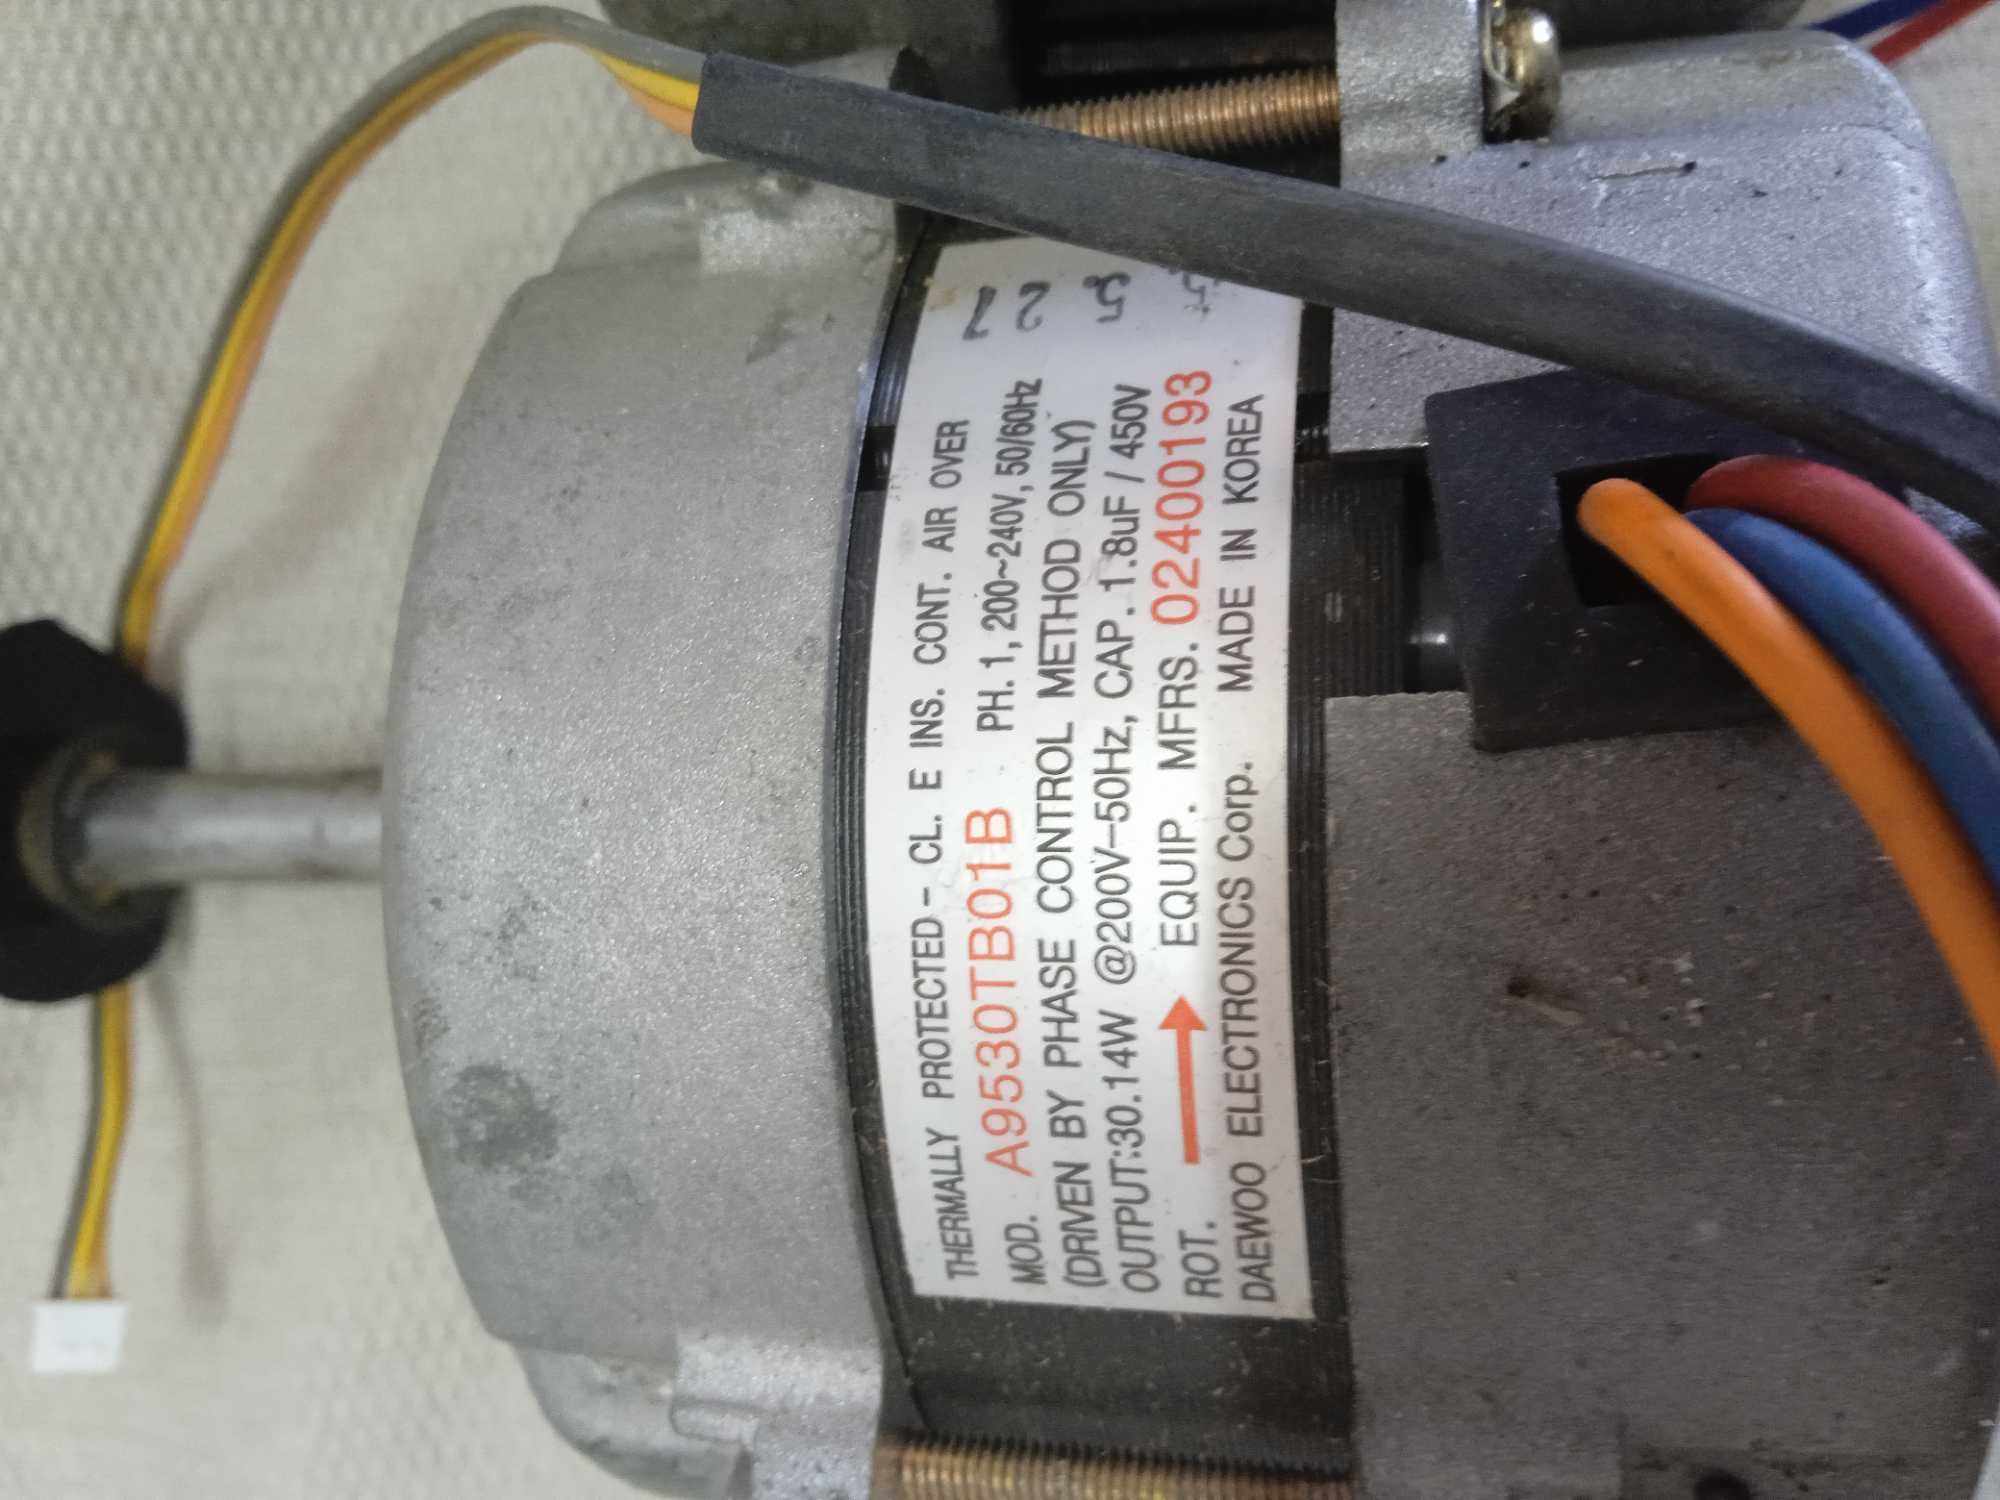 THERMALLY PROTECTED - CL. E INS. CONT. AIR OVER
MOD. A9530TB01B PH. 1, 200~240V, 50/60Hz
(DRIVEN BY PHASE CONTROL METHOD ONLY)
OUTPUT:30.14W @200V-50Hz, CAP. 1.8uF / 450V
ROT. → EQUIP. MFRS. 02400193
DAEWOO ELECTRONICS Corp. MADE IN KOREA